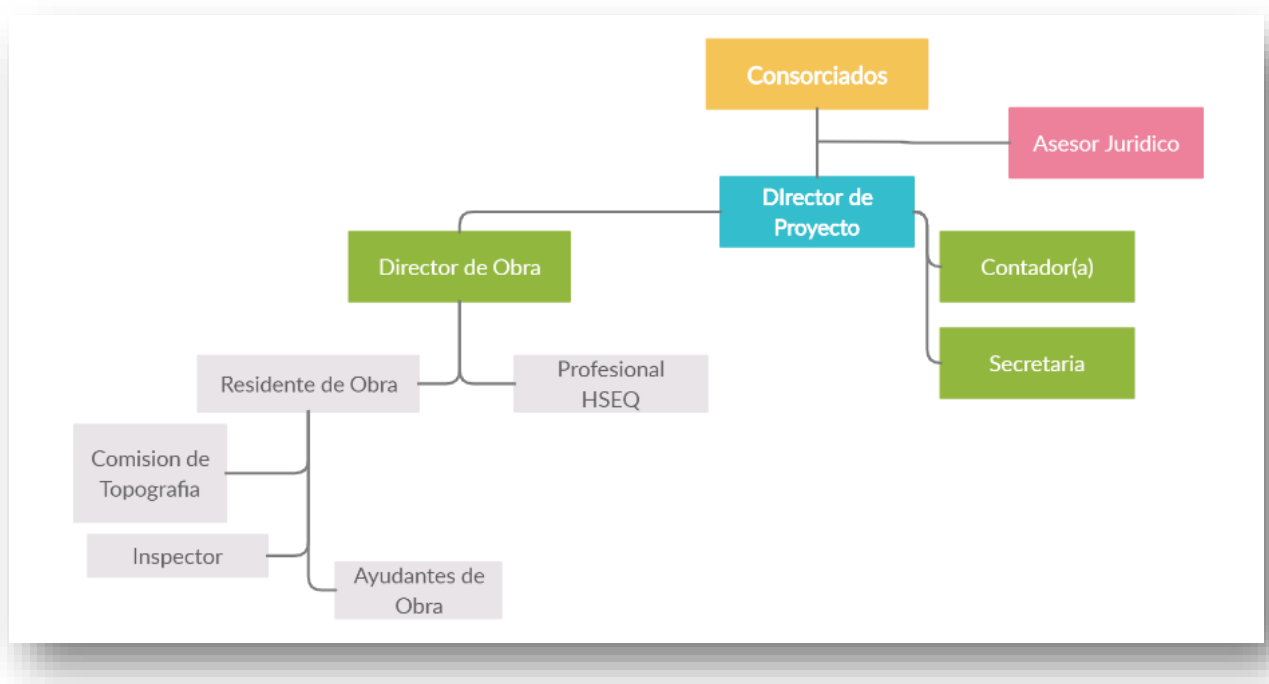 Consorciados
Asesor Juridico
DIrector de
Proyecto
Director de Obra
Contador(a)
Secretaria
Residente de Obra
Profesional
HSEQ
Comision de
Topografia
Inspector
Ayudantes de
Obra